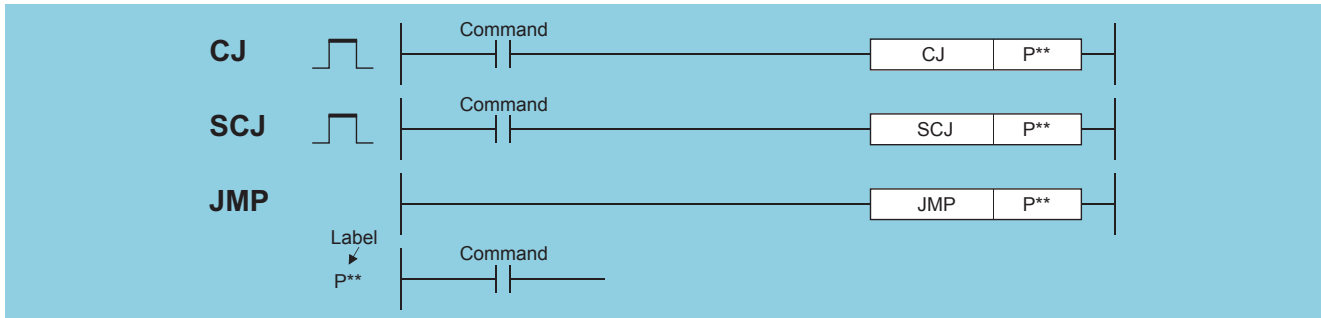 Command
CJ CJ P**
Command
SCJ SCJ P**
JMP JMP P**
Label
Command
P**